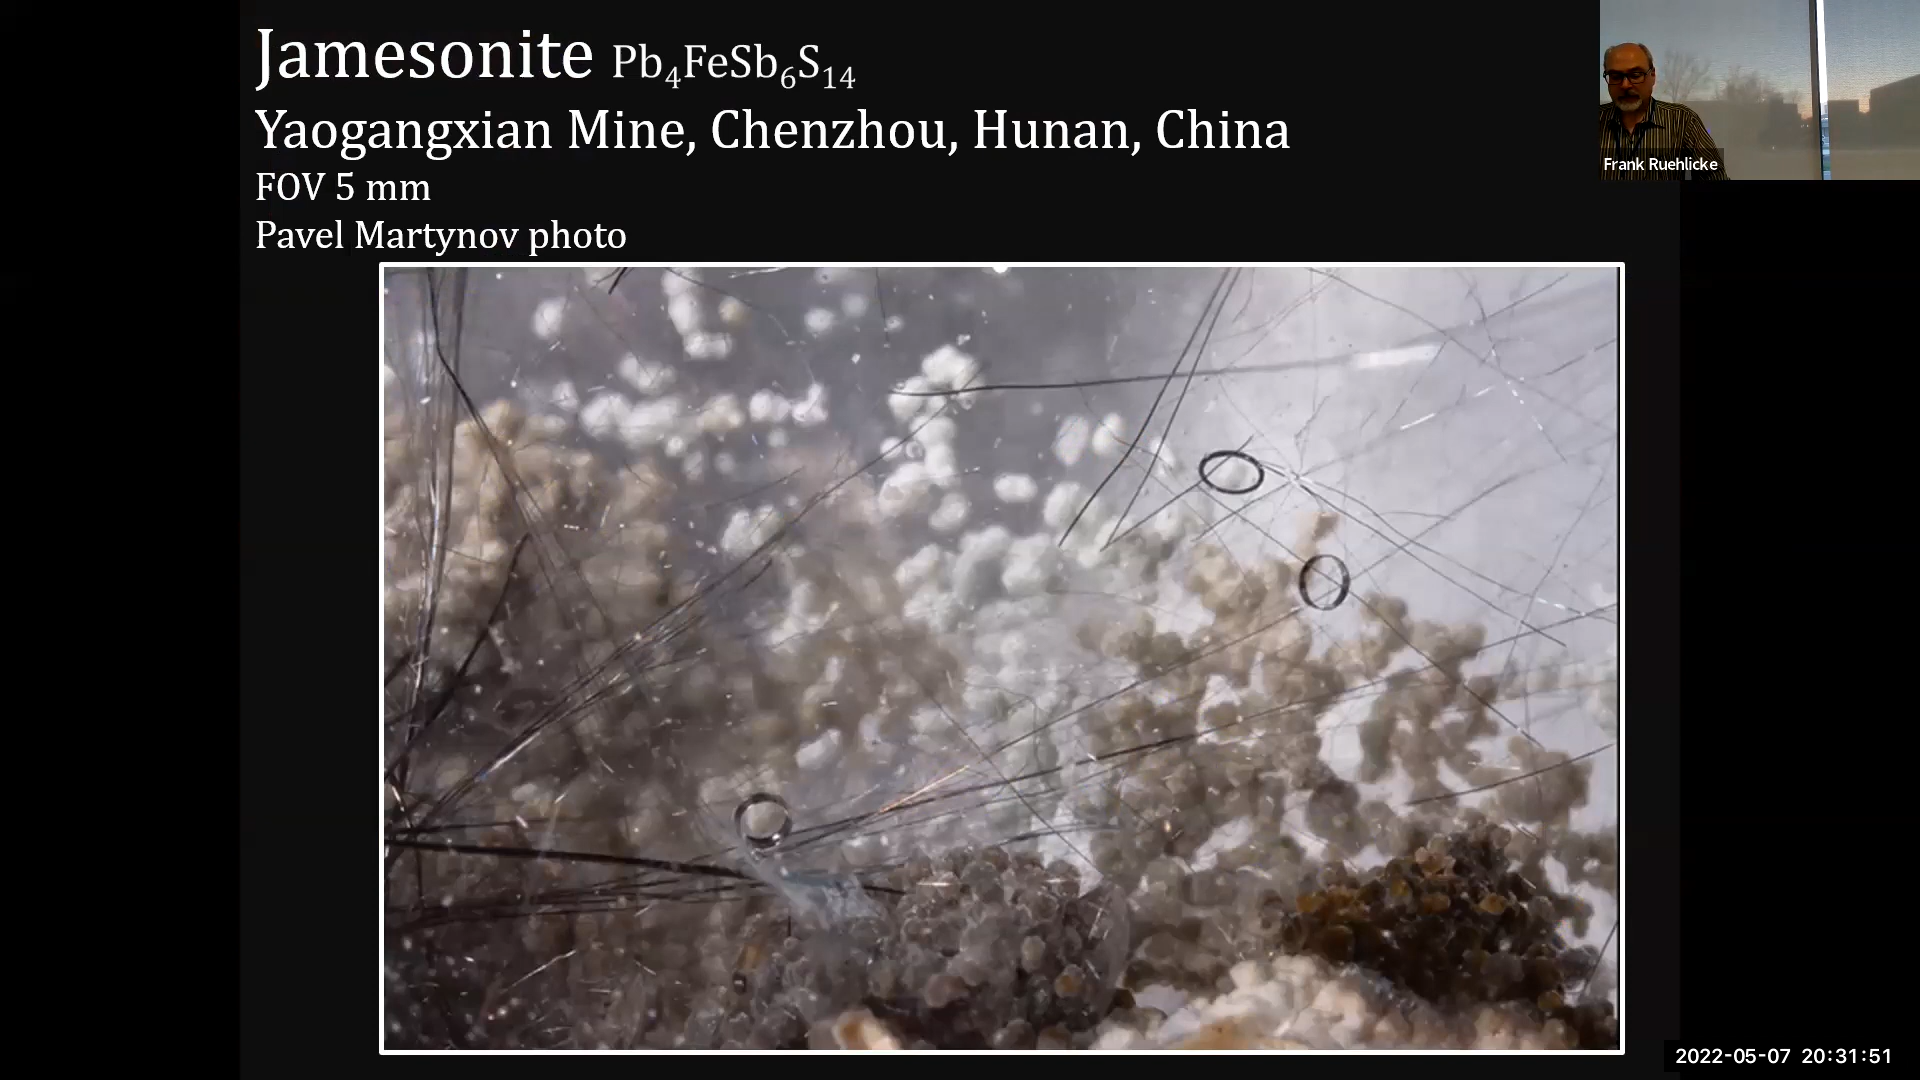 Jamesonite Pb₄FeSb₆S₁₄
Yaogangxian Mine, Chenzhou, Hunan, China
FOV 5 mm
Pavel Martynov photo
Frank Ruehlicke
2022-05-07 20:31:51